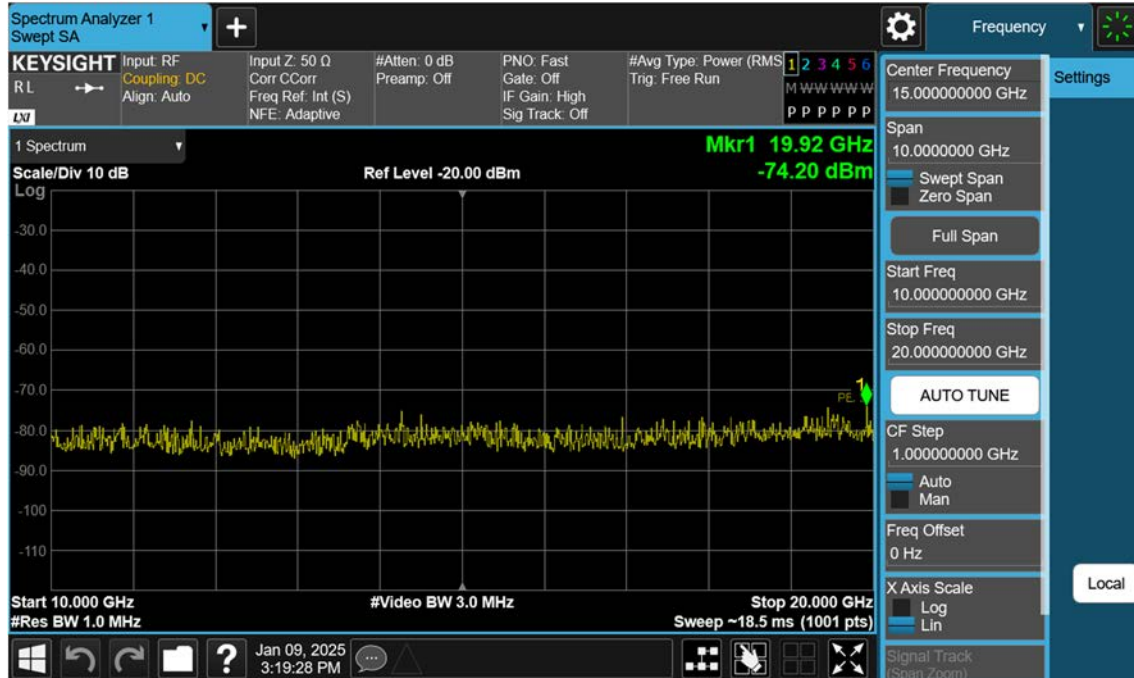 Spectrum Analyzer 1
Swept SA
Frequency
KEYSIGHT
RL
LXI
Input: RF
Coupling: DC
Align: Auto
Input Z: 50 Ω
Corr CCorr
Freq Ref: Int (S)
NFE: Adaptive
#Atten: 0 dB
Preamp: Off
PNO: Fast
Gate: Off
IF Gain: High
Sig Track: Off
#Avg Type: Power (RMS
Trig: Free Run
1 2 3 4 5 6
M W W W W W
P P P P P P
1 Spectrum
Mkr1 19.92 GHz
-74.20 dBm
Scale/Div 10 dB
Ref Level -20.00 dBm
Log
-30.0
-40.0
-50.0
-60.0
-70.0
-80.0
-90.0
-100
-110
1
Start 10.000 GHz
#Video BW 3.0 MHz
Stop 20.000 GHz
#Res BW 1.0 MHz
Sweep ~18.5 ms (1001 pts)
?
Jan 09, 2025
3:19:28 PM
Center Frequency
15.000000000 GHz
Span
10.0000000 GHz
Swept Span
Zero Span
Full Span
Start Freq
10.000000000 GHz
Stop Freq
20.000000000 GHz
AUTO TUNE
CF Step
1.000000000 GHz
Auto
Man
Freq Offset
0 Hz
X Axis Scale
Log
Lin
Signal Track
(Span Zoom)
Settings
Local